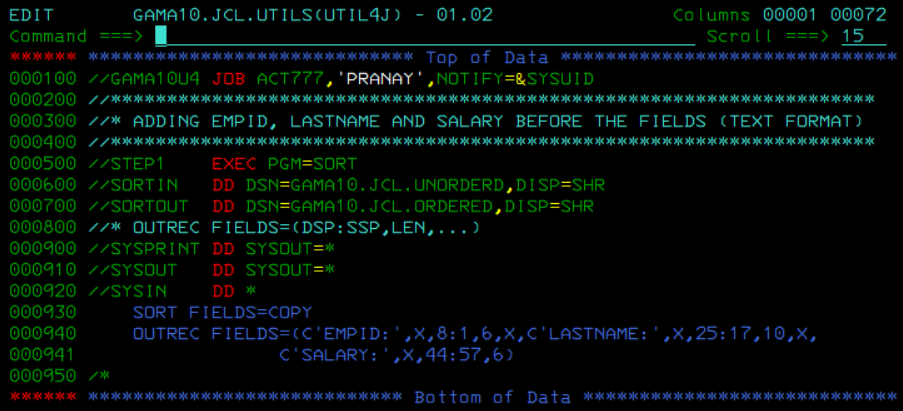 EDIT       GAMA10.JCL.UTILS(UTIL4J) - 01.02                Columns 00001 00072
Command ===>                                                  Scroll ===> 15
****** ***************************** Top of Data ******************************
000100 //GAMA10U4 JOB ACT777,'PRANAY',NOTIFY=&SYSUID
000200 //********************************************************************
000300 //* ADDING EMPID, LASTNAME AND SALARY BEFORE THE FIELDS (TEXT FORMAT)
000400 //********************************************************************
000500 //STEP1    EXEC PGM=SORT
000600 //SORTIN   DD DSN=GAMA10.JCL.UNORDERD,DISP=SHR
000700 //SORTOUT  DD DSN=GAMA10.JCL.ORDERED,DISP=SHR
000800 //* OUTREC FIELDS=(DSP:SSP,LEN,...)
000900 //SYSPRINT DD SYSOUT=*
000910 //SYSOUT   DD SYSOUT=*
000920 //SYSIN    DD *
000930     SORT FIELDS=COPY
000940     OUTREC FIELDS=(C'EMPID:',X,8:1,6,X,C'LASTNAME:',X,25:17,10,X,
000941                  C'SALARY:',X,44:57,6)
000950 /*
****** **************************** Bottom of Data ****************************